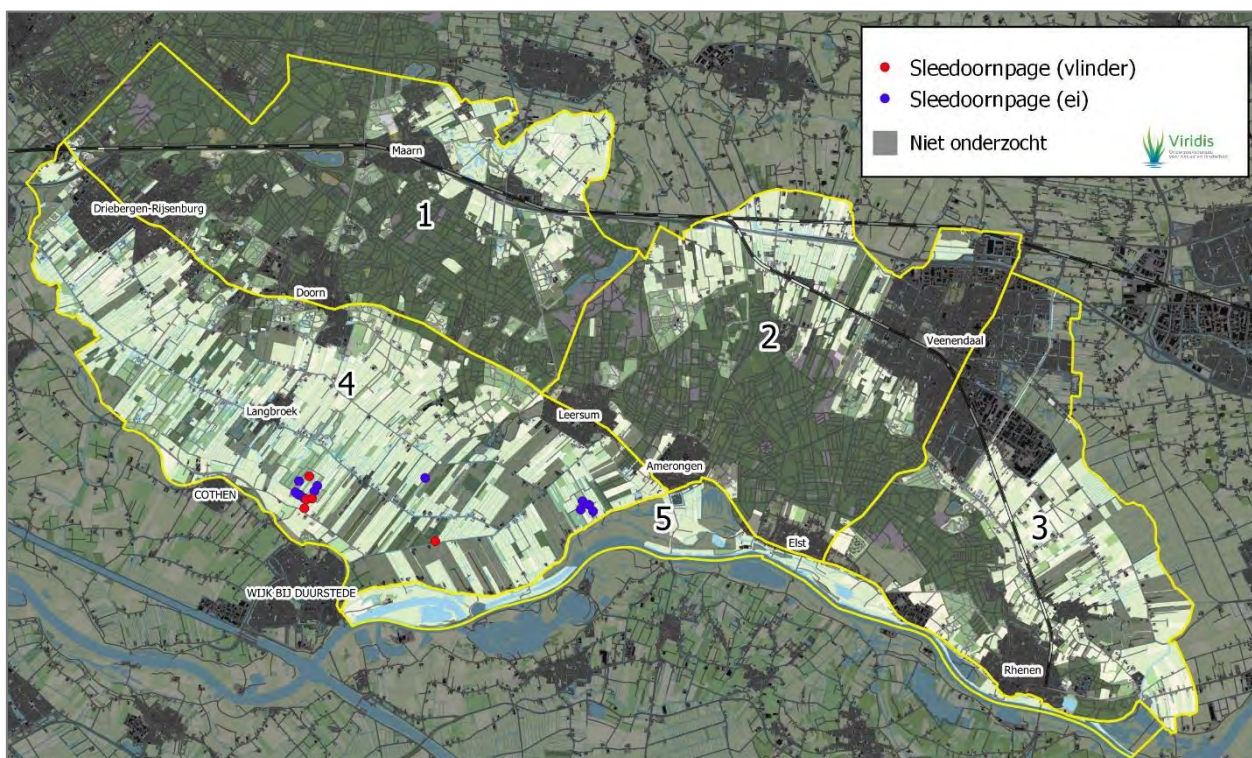 Sleedoornpage (vlinder)
Sleedoornpage (ei)
Niet onderzocht
Viridis
Maarn
1
Driebergen-Rijsenburg
Doorn
2
Veenendaal
4
Langbroek
Leersum
Amerongen
COTHEN
5
Elst
3
WIJK BIJ DUURSTEDE
Rhenen